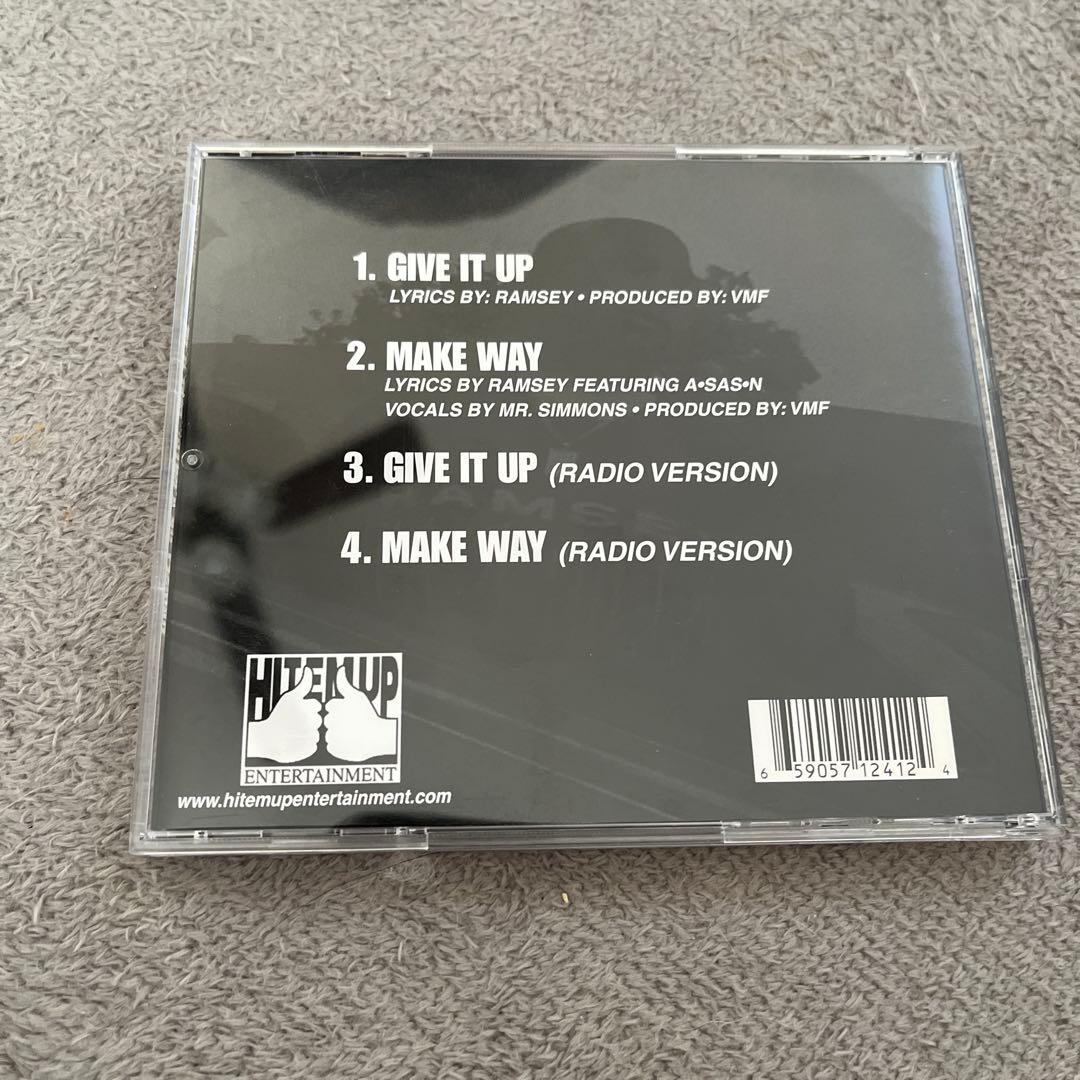 1. GIVE IT UP
LYRICS BY: RAMSEY • PRODUCED BY: VMF
2. MAKE WAY
LYRICS BY RAMSEY FEATURING A•SAS•N
VOCALS BY MR. SIMMONS • PRODUCED BY: VMF
3. GIVE IT UP (RADIO VERSION)
4. MAKE WAY (RADIO VERSION)
HITEMUP
ENTERTAINMENT
www.hitemupentertainment.com
6 59057 12412 4